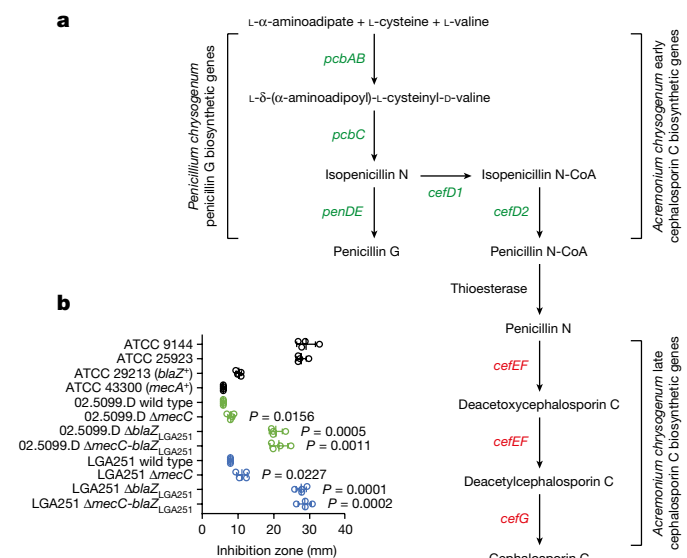 a
L-α-aminoadipate + L-cysteine + L-valine
pcbAB
L-δ-(α-aminoadipoyl)-L-cysteinyl-D-valine
pcbC
Isopenicillin N
cefD1
Isopenicillin N-CoA
penDE
cefD2
Penicillin G
Penicillin N-CoA
Penicillium chrysogenum
penicillin G biosynthetic genes
Acremonium chrysogenum early
cephalosporin C biosynthetic genes
Thioesterase
Penicillin N
cefEF
Deacetoxycephalosporin C
cefEF
Deacetylcephalosporin C
cefG
Cephalosporin C
Acremonium chrysogenum late
cephalosporin C biosynthetic genes
b
ATCC 9144
ATCC 25923
ATCC 29213 (blaZ+)
ATCC 43300 (mecA+)
02.5099.D wild type
02.5099.D ΔmecC P = 0.0156
02.5099.D ΔblaZLGA251 P = 0.0005
02.5099.D ΔmecC-blaZLGA251 P = 0.0011
LGA251 wild type
LGA251 ΔmecC P = 0.0227
LGA251 ΔblaZLGA251 P = 0.0001
LGA251 ΔmecC-blaZLGA251 P = 0.0002
0 10 20 30 40
Inhibition zone (mm)